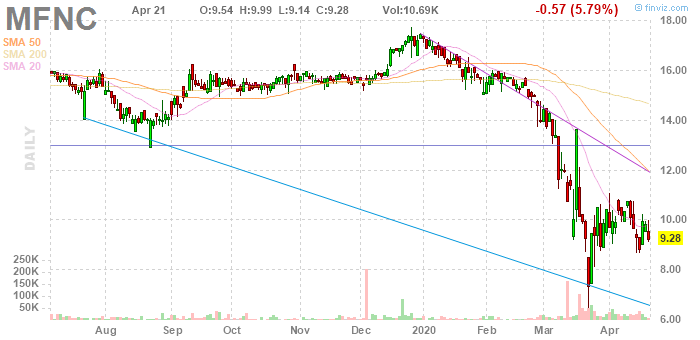 MFNC Apr 21 O:9.54 H:9.99 L:9.14 C:9.28 Vol:10.69K -0.57 (5.79%)
© finviz.com
SMA 50
SMA 200
SMA 20
DAILY
18.00
16.00
14.00
12.00
10.00
9.28
8.00
6.00
250K
200K
150K
100K
50K
Aug Sep Oct Nov Dec 2020 Feb Mar Apr